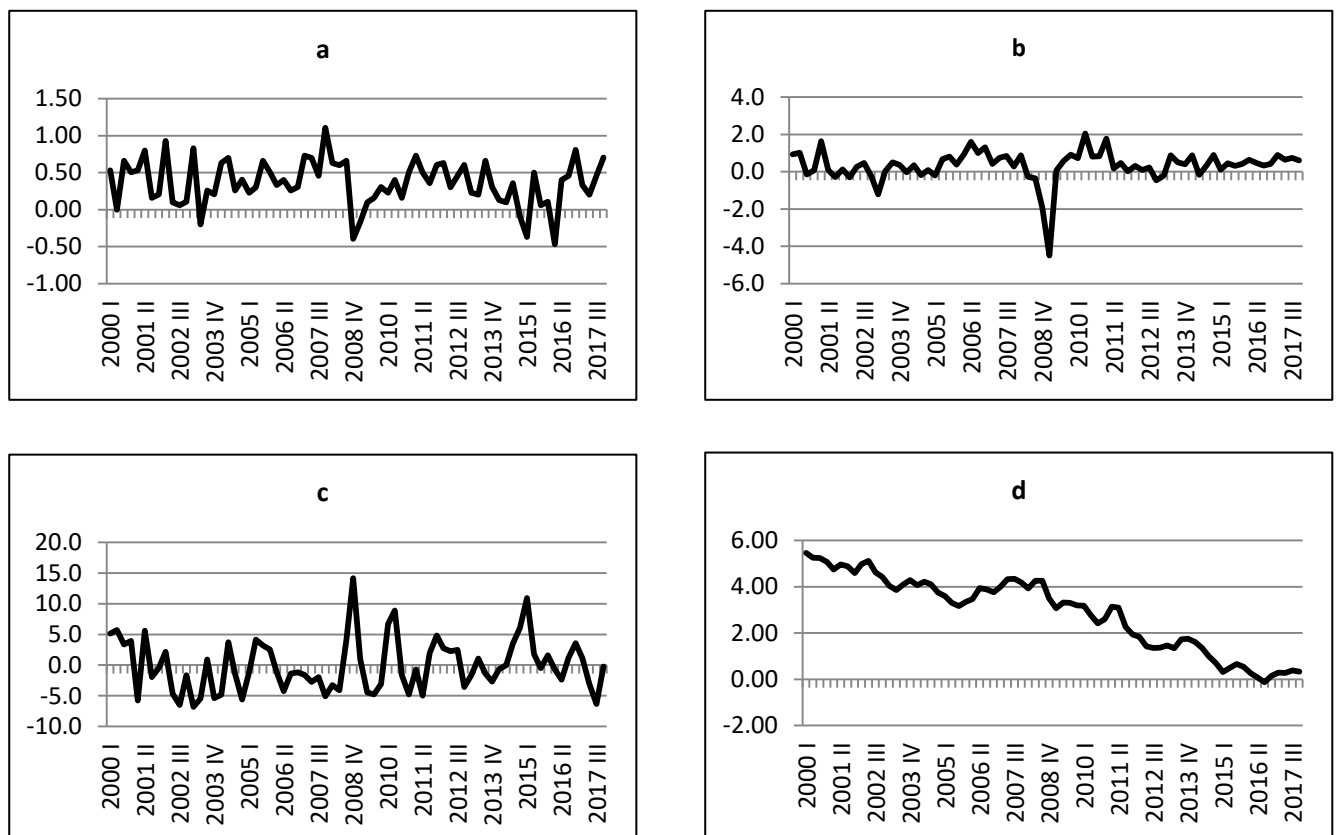 a
1.50
1.00
0.50
0.00
-0.50
-1.00
2000 I
2001 II
2002 III
2003 IV
2005 I
2006 II
2007 III
2008 IV
2010 I
2011 II
2012 III
2013 IV
2015 I
2016 II
2017 III
b
4.0
2.0
0.0
-2.0
-4.0
-6.0
2000 I
2001 II
2002 III
2003 IV
2005 I
2006 II
2007 III
2008 IV
2010 I
2011 II
2012 III
2013 IV
2015 I
2016 II
2017 III
c
20.0
15.0
10.0
5.0
0.0
-5.0
-10.0
2000 I
2001 II
2002 III
2003 IV
2005 I
2006 II
2007 III
2008 IV
2010 I
2011 II
2012 III
2013 IV
2015 I
2016 II
2017 III
d
6.00
4.00
2.00
0.00
-2.00
2000 I
2001 II
2002 III
2003 IV
2005 I
2006 II
2007 III
2008 IV
2010 I
2011 II
2012 III
2013 IV
2015 I
2016 II
2017 III